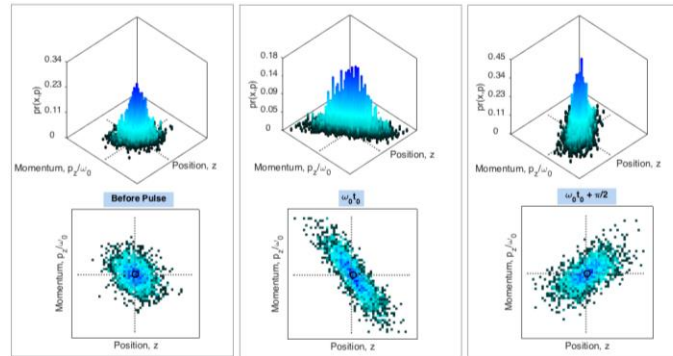 0.34
0.23
0.11
0
pr(x,p)
Momentum, p_z/ω_0
Position, z
Before Pulse
Momentum, p_z/ω_0
Position, z
0.18
0.14
0.09
0.05
0
pr(x,p)
Momentum, p_z/ω_0
Position, z
ω_0t_0
Momentum, p_z/ω_0
Position, z
0.45
0.34
0.22
0.11
0
pr(x,p)
Momentum, p_z/ω_0
Position, z
ω_0t_0 + π/2
Momentum, p_z/ω_0
Position, z